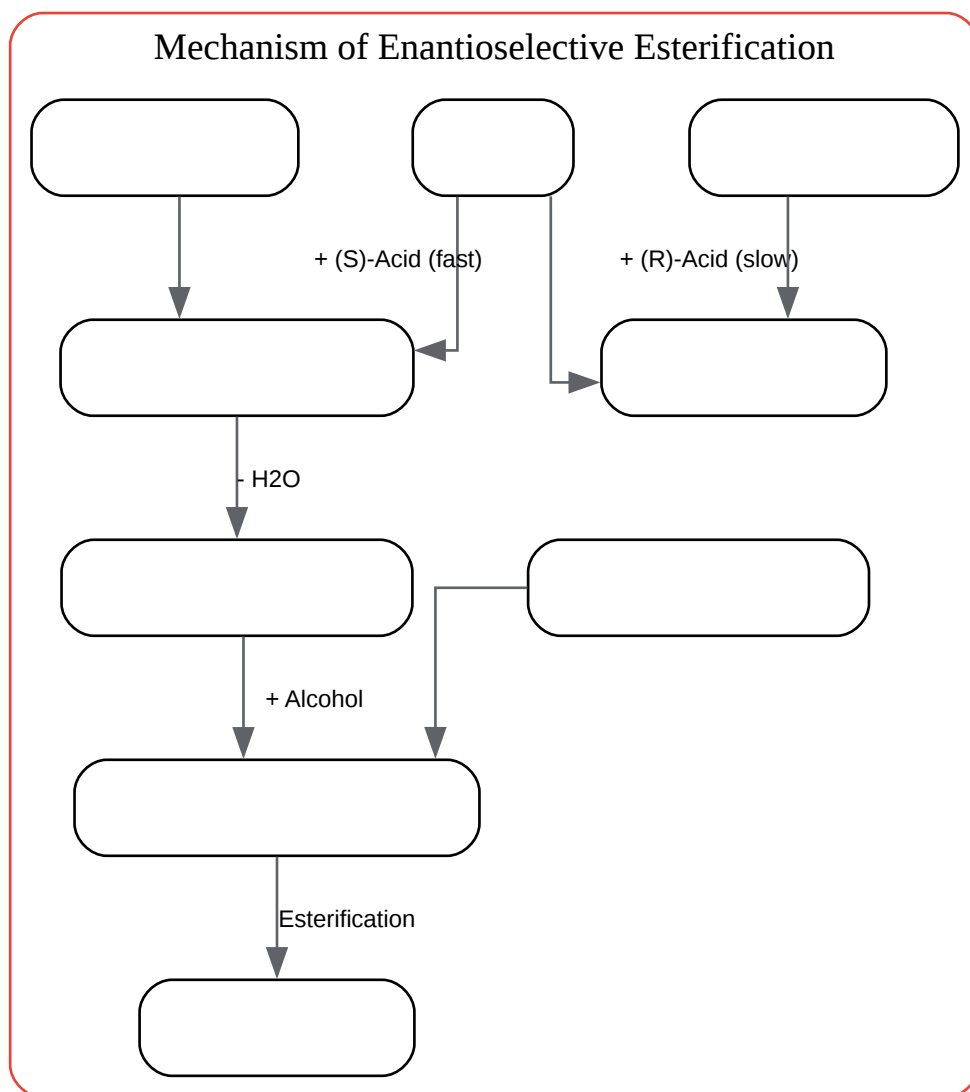 Mechanism of Enantioselective Esterification
+ (S)-Acid (fast)
+ (R)-Acid (slow)
- H2O
+ Alcohol
Esterification